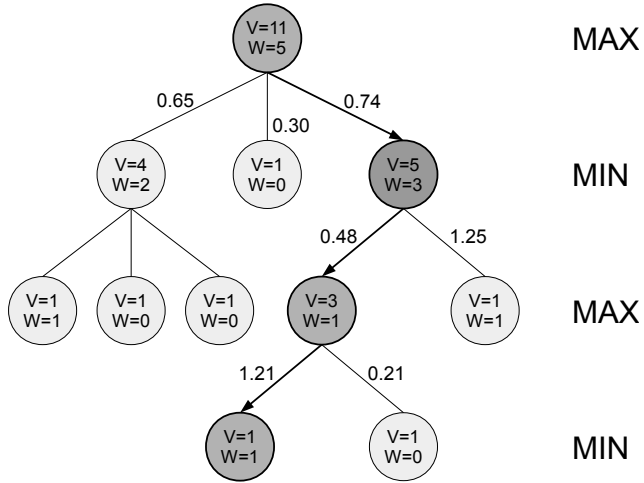 V=11
W=5
MAX
0.65
0.30
0.74
V=4
W=2
V=1
W=0
V=5
W=3
MIN
0.48
1.25
V=1
W=1
V=1
W=0
V=1
W=0
V=3
W=1
V=1
W=1
MAX
1.21
0.21
V=1
W=1
V=1
W=0
MIN